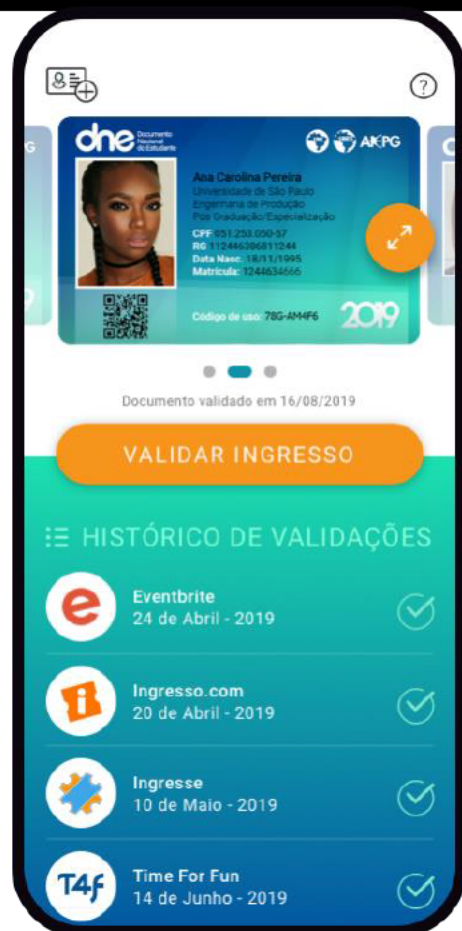 dne Documento
Nacional
do Estudante
ANPG
Ana Carolina Pereira
Universidade de São Paulo
Engenharia de Produção
Pós Graduação/Especialização
CPF: 051.253.050-57
RG: 112446386811244
Data Nasc: 18/11/1995
Matrícula: 1244634666
Código de uso: 78G-AM4F6
2019
Documento validado em 16/08/2019
VALIDAR INGRESSO
HISTÓRICO DE VALIDAÇÕES
Eventbrite
24 de Abril - 2019
Ingresso.com
20 de Abril - 2019
Ingresse
10 de Maio - 2019
T4f
Time For Fun
14 de Junho - 2019